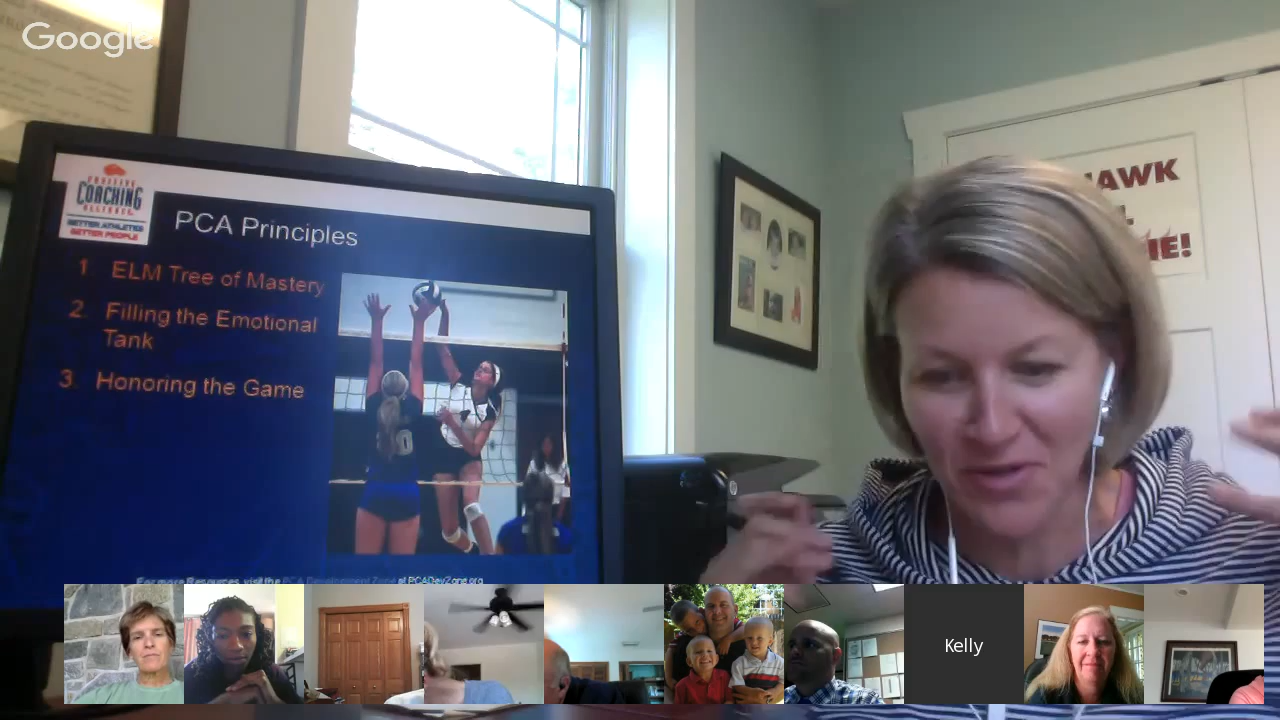 Google
POSITIVE
COACHING
ALLIANCE
BETTER ATHLETES
BETTER PEOPLE
PCA Principles
1 ELM Tree of Mastery
2. Filling the Emotional
Tank
3. Honoring the Game
For more Resources, visit the PCA Development Zone at PCADevZone.org
HAWK
IE!
Kelly